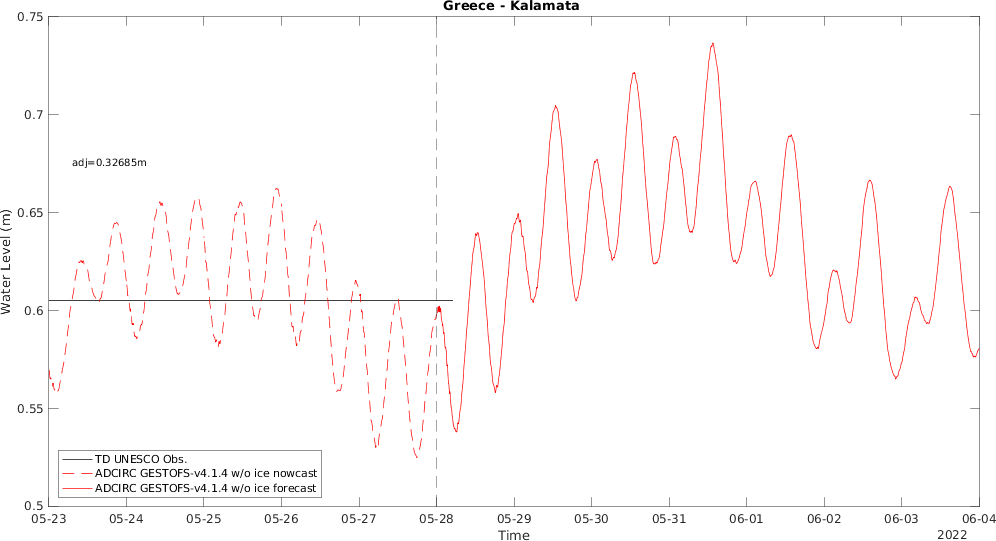 Greece - Kalamata
0.75
0.7
0.65
0.6
0.55
0.5
Water Level (m)
adj=0.32685m
TD UNESCO Obs.
ADCIRC GESTOFS-v4.1.4 w/o ice nowcast
ADCIRC GESTOFS-v4.1.4 w/o ice forecast
05-23 05-24 05-25 05-26 05-27 05-28 05-29 05-30 05-31 06-01 06-02 06-03 06-04
Time
2022